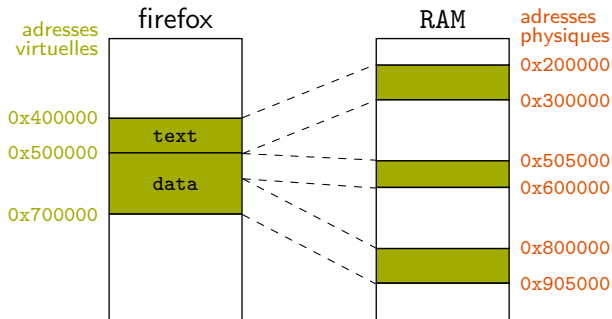 adresses
virtuelles
firefox
0x400000
text
0x500000
data
0x700000
RAM
adresses
physiques
0x200000
0x300000
0x505000
0x600000
0x800000
0x905000